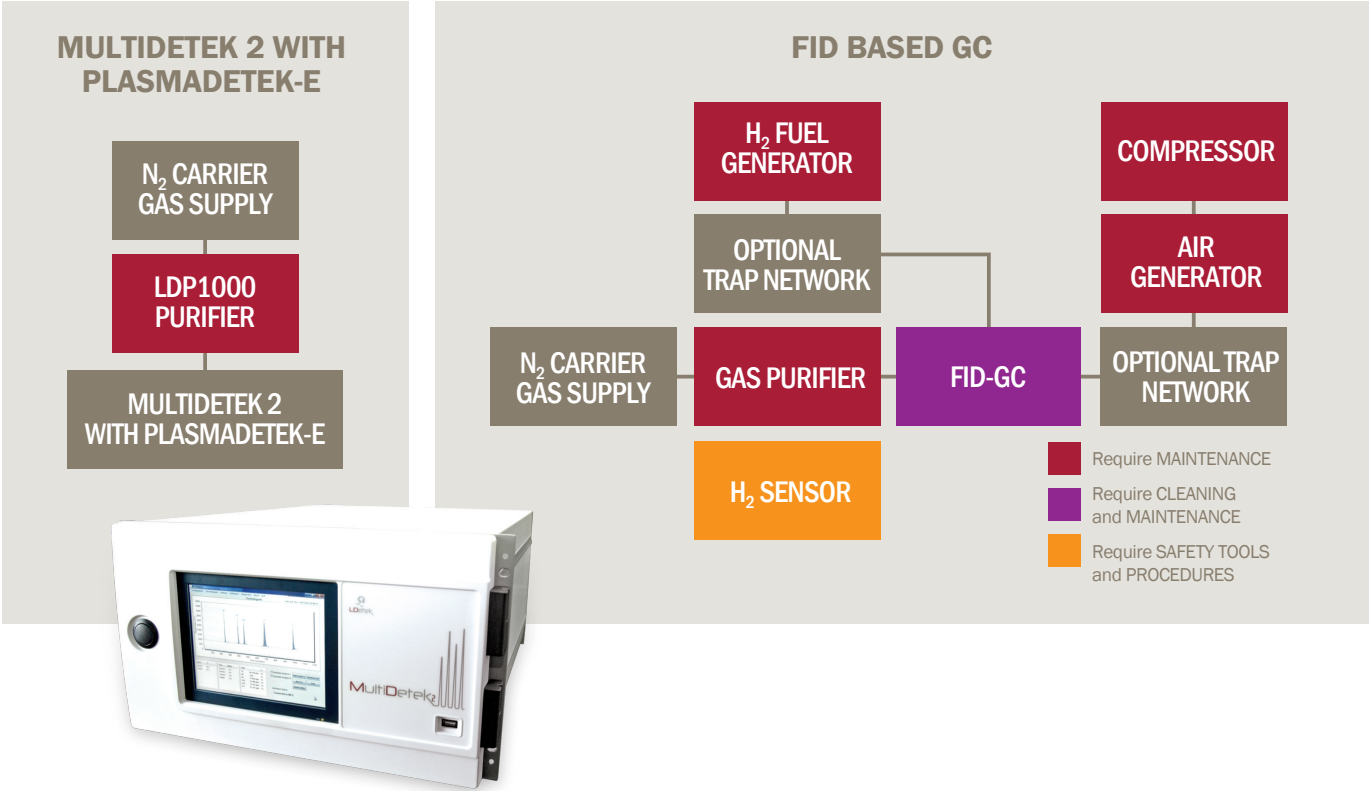 MULTIDETEK 2 WITH
PLASMADETEK-E
N₂ CARRIER
GAS SUPPLY
LDP1000
PURIFIER
MULTIDETEK 2
WITH PLASMADETEK-E
FID BASED GC
H₂ FUEL
GENERATOR
COMPRESSOR
OPTIONAL
TRAP NETWORK
AIR
GENERATOR
N₂ CARRIER
GAS SUPPLY
GAS PURIFIER
FID-GC
OPTIONAL TRAP
NETWORK
H₂ SENSOR
Require MAINTENANCE
Require CLEANING
and MAINTENANCE
Require SAFETY TOOLS
and PROCEDURES
LDetek
MultiDetek2